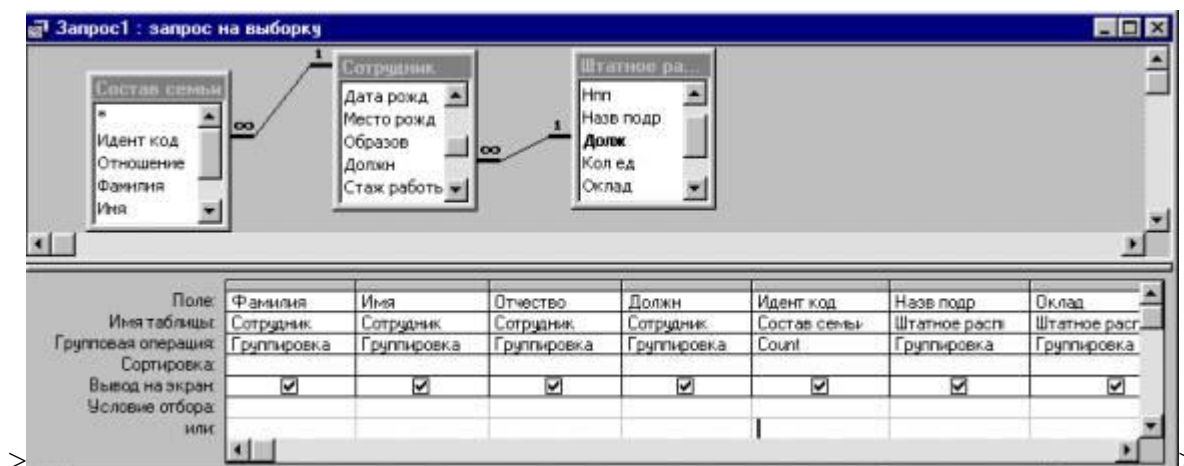 Запрос1 : запрос на выборку
Состав семьи
*
Идент код
Отношение
Фамилия
Имя
∞
1
Сотрудник
Дата рожд
Место рожд
Образов
Должн
Стаж работь
∞
1
Штатное ра...
Нпп
Назв подр
Долж
Кол ед
Оклад
Поле: Фамилия Имя Отчество Должн Идент код Назв подр Оклад
Имя таблицы: Сотрудник Сотрудник Сотрудник Сотрудник Состав семьи Штатное расп Штатное расп
Групповая операция: Группировка Группировка Группировка Группировка Count Группировка Группировка
Сортировка:
Вывод на экран:
Условие отбора:
или:
>